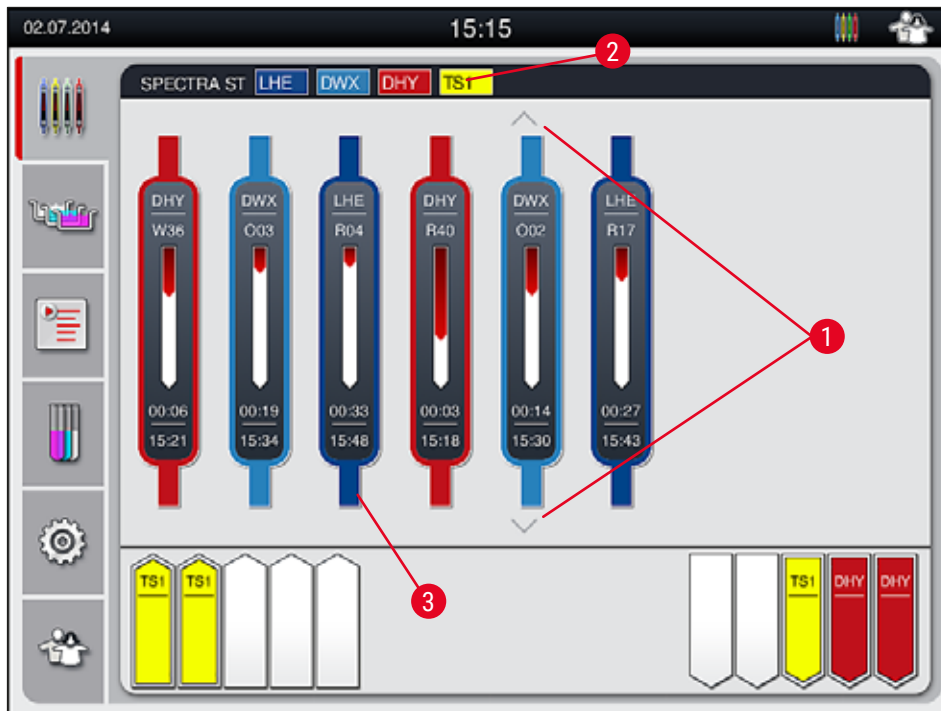 02.07.2014 15:15
2
SPECTRA ST LHE DWX DHY TS1
DHY DWX LHE DHY DWX LHE
W36 O03 R04 R40 O02 R17
1
00:06 00:19 00:33 00:03 00:14 00:27
15:21 15:34 15:48 15:18 15:30 15:43
3
TS1 TS1 TS1 DHY DHY